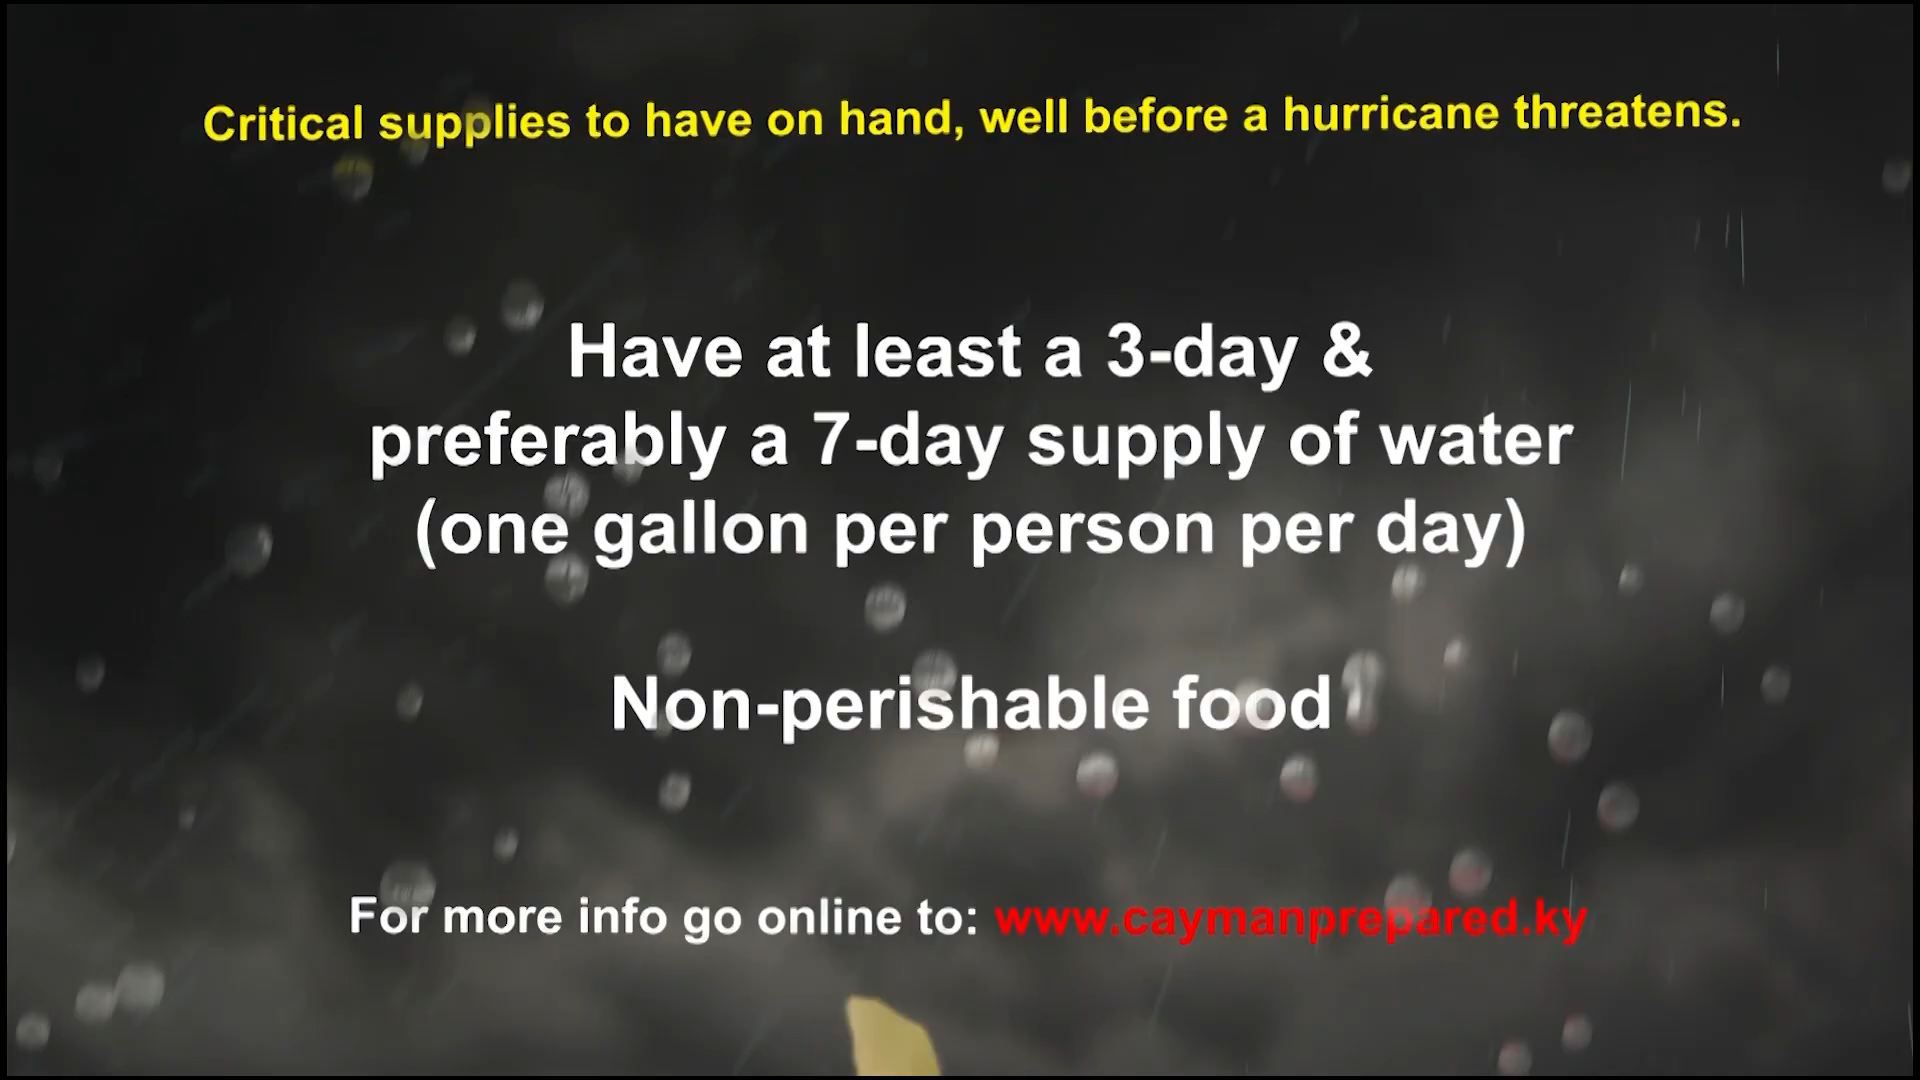 Critical supplies to have on hand, well before a hurricane threatens.
Have at least a 3-day &
preferably a 7-day supply of water
(one gallon per person per day)
Non-perishable food
For more info go online to: www.caymanprepared.ky